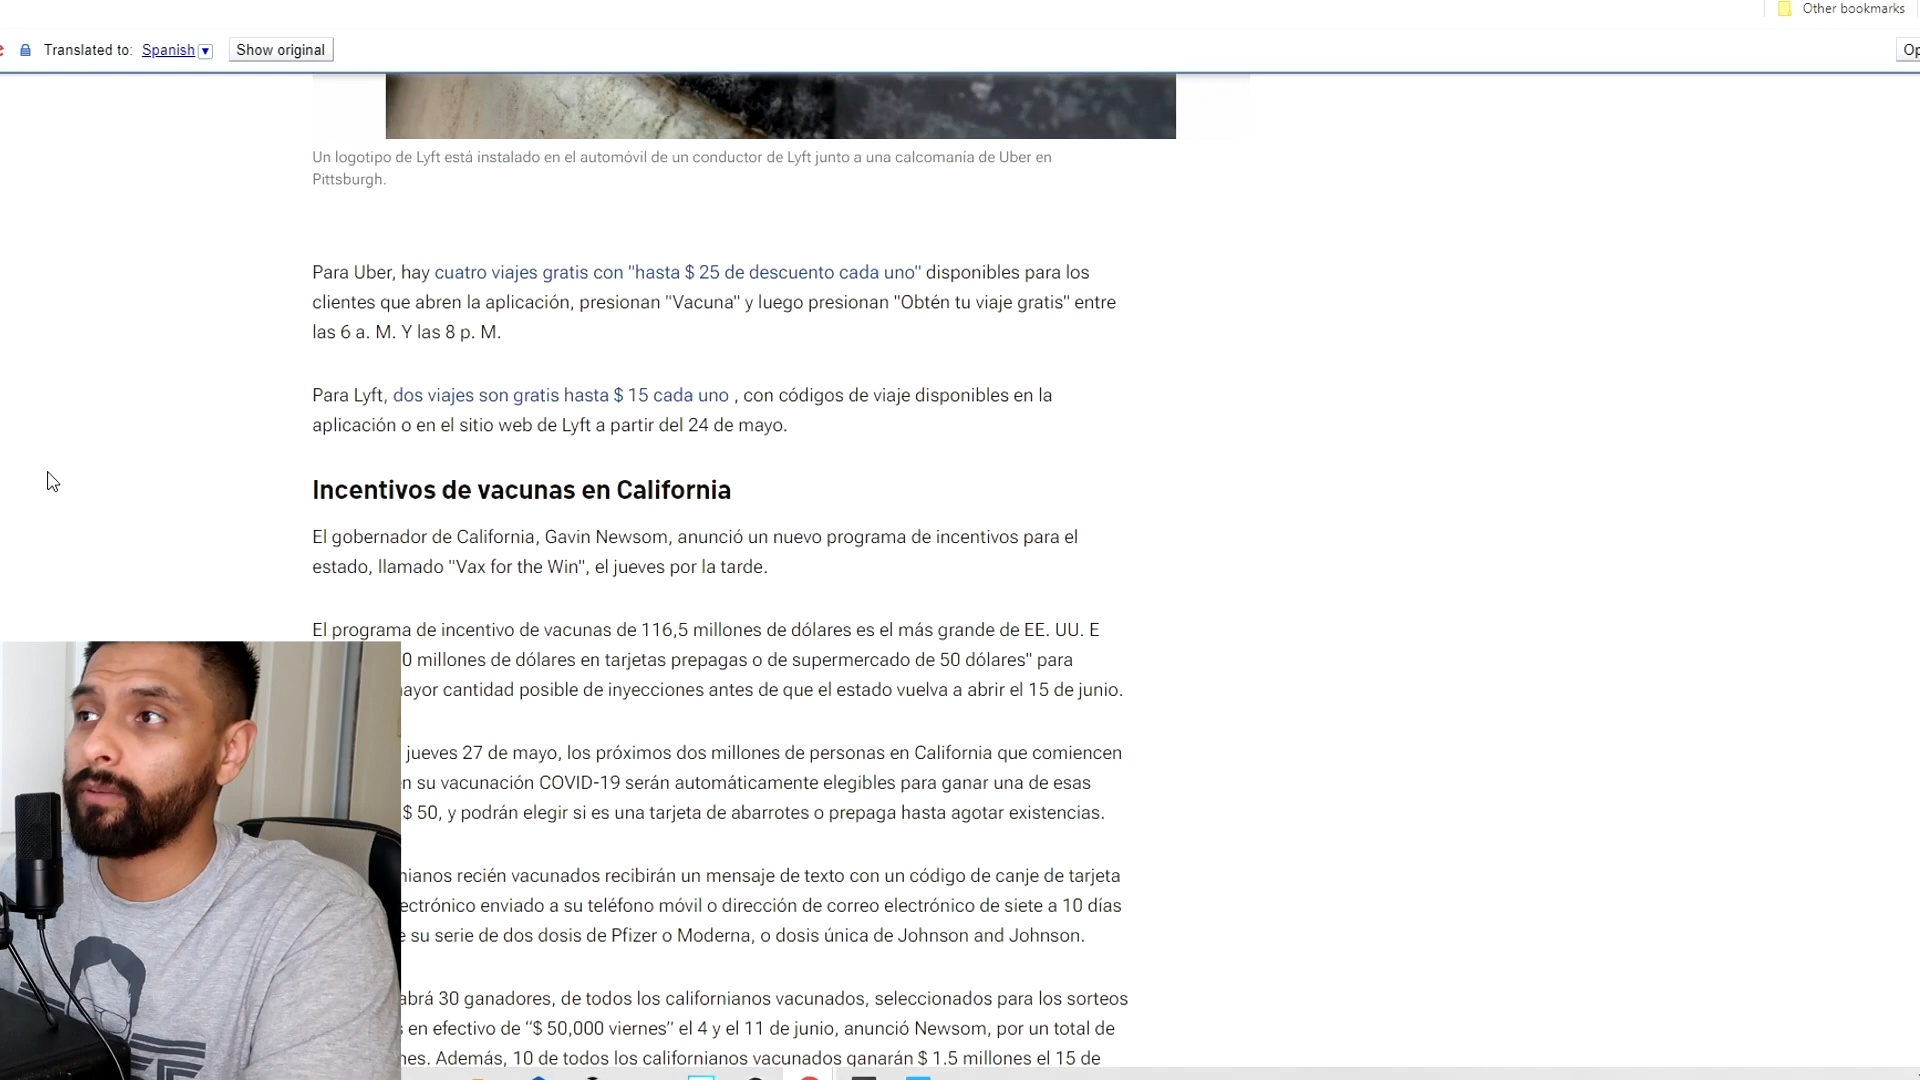 Other bookmarks
Translated to: Spanish Show original
Un logotipo de Lyft está instalado en el automóvil de un conductor de Lyft junto a una calcomanía de Uber en
Pittsburgh.
Para Uber, hay cuatro viajes gratis con "hasta $ 25 de descuento cada uno" disponibles para los
clientes que abren la aplicación, presionan "Vacuna" y luego presionan "Obtén tu viaje gratis" entre
las 6 a. M. Y las 8 p. M.
Para Lyft, dos viajes son gratis hasta $ 15 cada uno , con códigos de viaje disponibles en la
aplicación o en el sitio web de Lyft a partir del 24 de mayo.
Incentivos de vacunas en California
El gobernador de California, Gavin Newsom, anunció un nuevo programa de incentivos para el
estado, llamado "Vax for the Win", el jueves por la tarde.
El programa de incentivo de vacunas de 116,5 millones de dólares es el más grande de EE. UU. E
millones de dólares en tarjetas prepagas o de supermercado de 50 dólares" para
cantidad posible de inyecciones antes de que el estado vuelva a abrir el 15 de junio.
jueves 27 de mayo, los próximos dos millones de personas en California que comiencen
su vacunación COVID-19 serán automáticamente elegibles para ganar una de esas
$ 50, y podrán elegir si es una tarjeta de abarrotes o prepaga hasta agotar existencias.
recién vacunados recibirán un mensaje de texto con un código de canje de tarjeta
enviado a su teléfono móvil o dirección de correo electrónico de siete a 10 días
su serie de dos dosis de Pfizer o Moderna, o dosis única de Johnson and Johnson.
30 ganadores, de todos los californianos vacunados, seleccionados para los sorteos
en efectivo de “$ 50,000 viernes” el 4 y el 11 de junio, anunció Newsom, por un total de
Además, 10 de todos los californianos vacunados ganarán $ 1.5 millones el 15 de